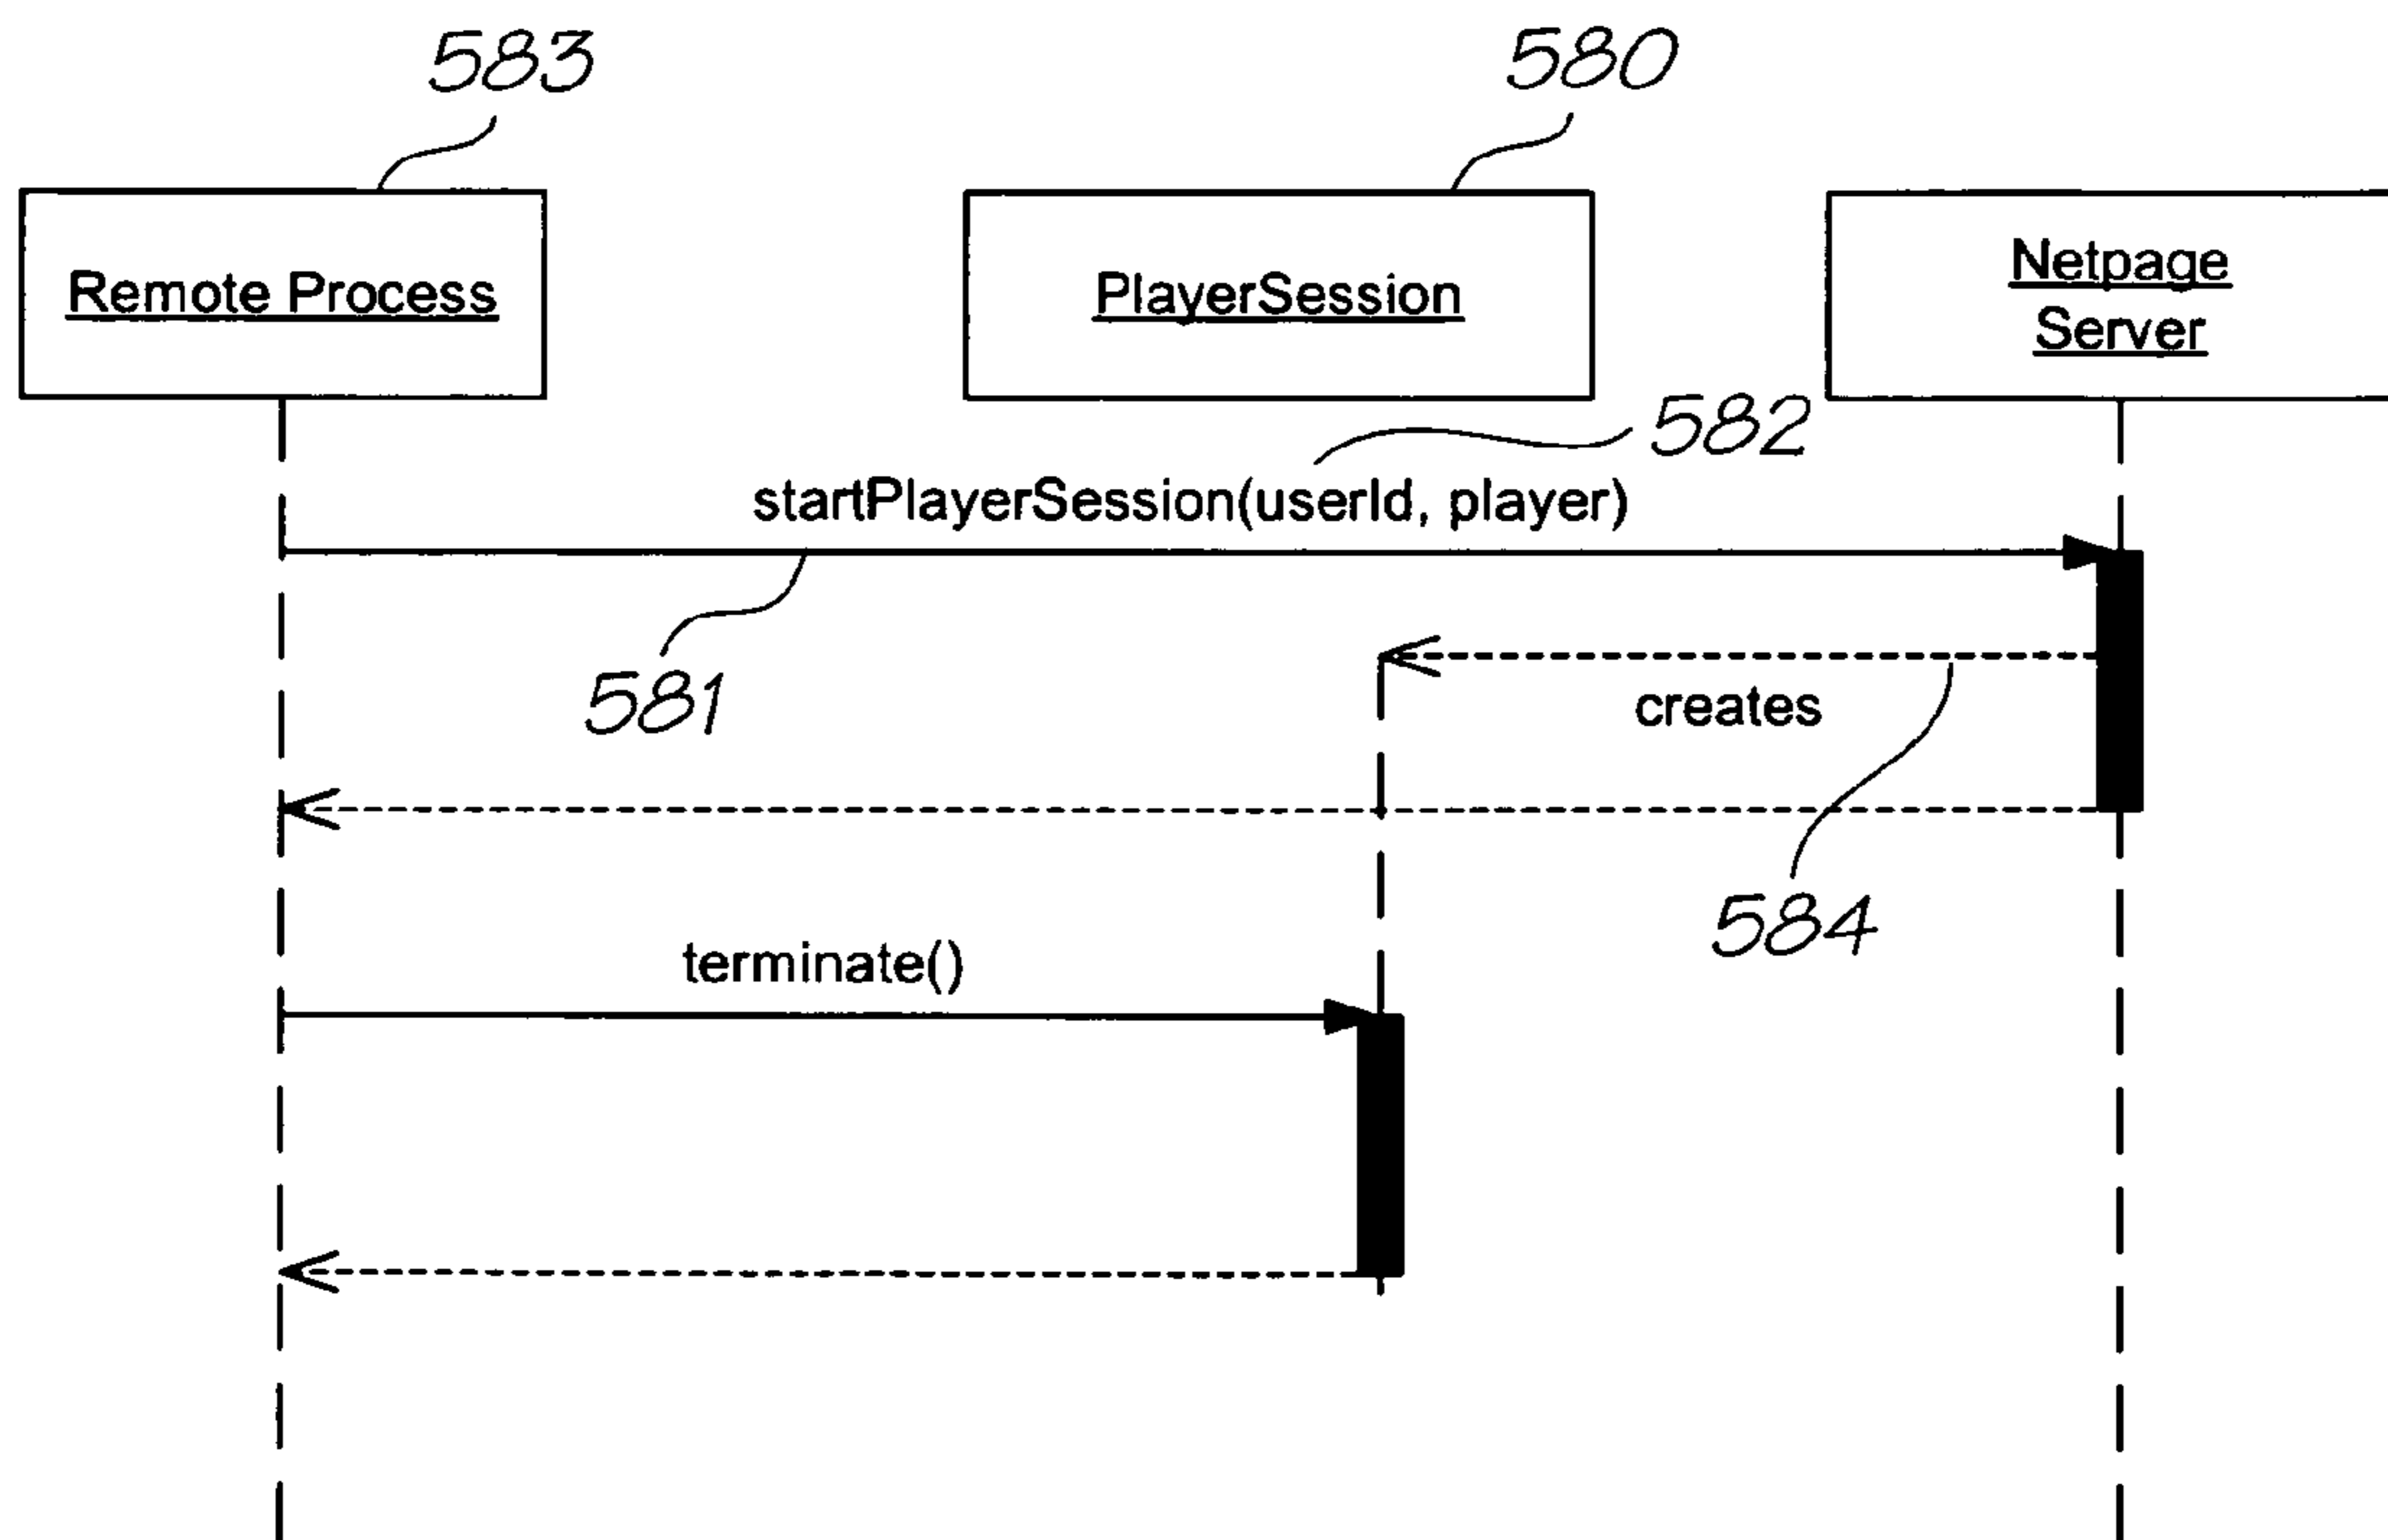 583
580
Remote Process
PlayerSession
Netpage
Server
582
startPlayerSession(userId, player)
581
creates
584
terminate()